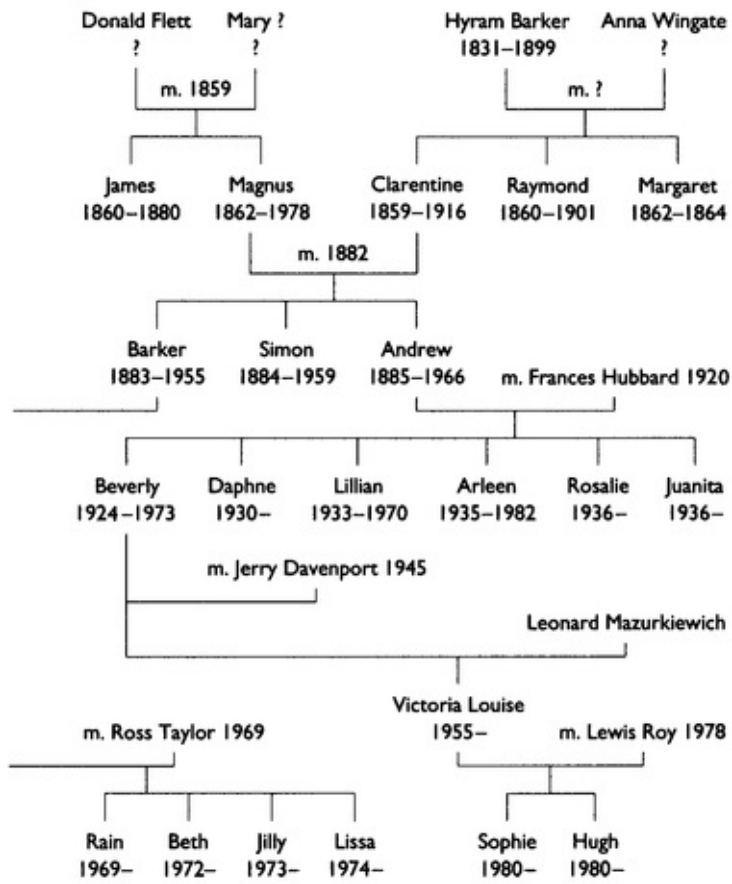 Donald Flett Mary ? Hyram Barker Anna Wingate
? ? 1831–1899 ?
m. 1859 m. ?
James Magnus Clarentine Raymond Margaret
1860–1880 1862–1978 1859–1916 1860–1901 1862–1864
m. 1882
Barker Simon Andrew
1883–1955 1884–1959 1885–1966 m. Frances Hubbard 1920
Beverly Daphne Lillian Arleen Rosalie Juanita
1924–1973 1930– 1933–1970 1935–1982 1936– 1936–
m. Jerry Davenport 1945
Leonard Mazurkiewich
Victoria Louise
m. Ross Taylor 1969 1955– m. Lewis Roy 1978
Rain Beth Jilly Lissa Sophie Hugh
1969– 1972– 1973– 1974– 1980– 1980–